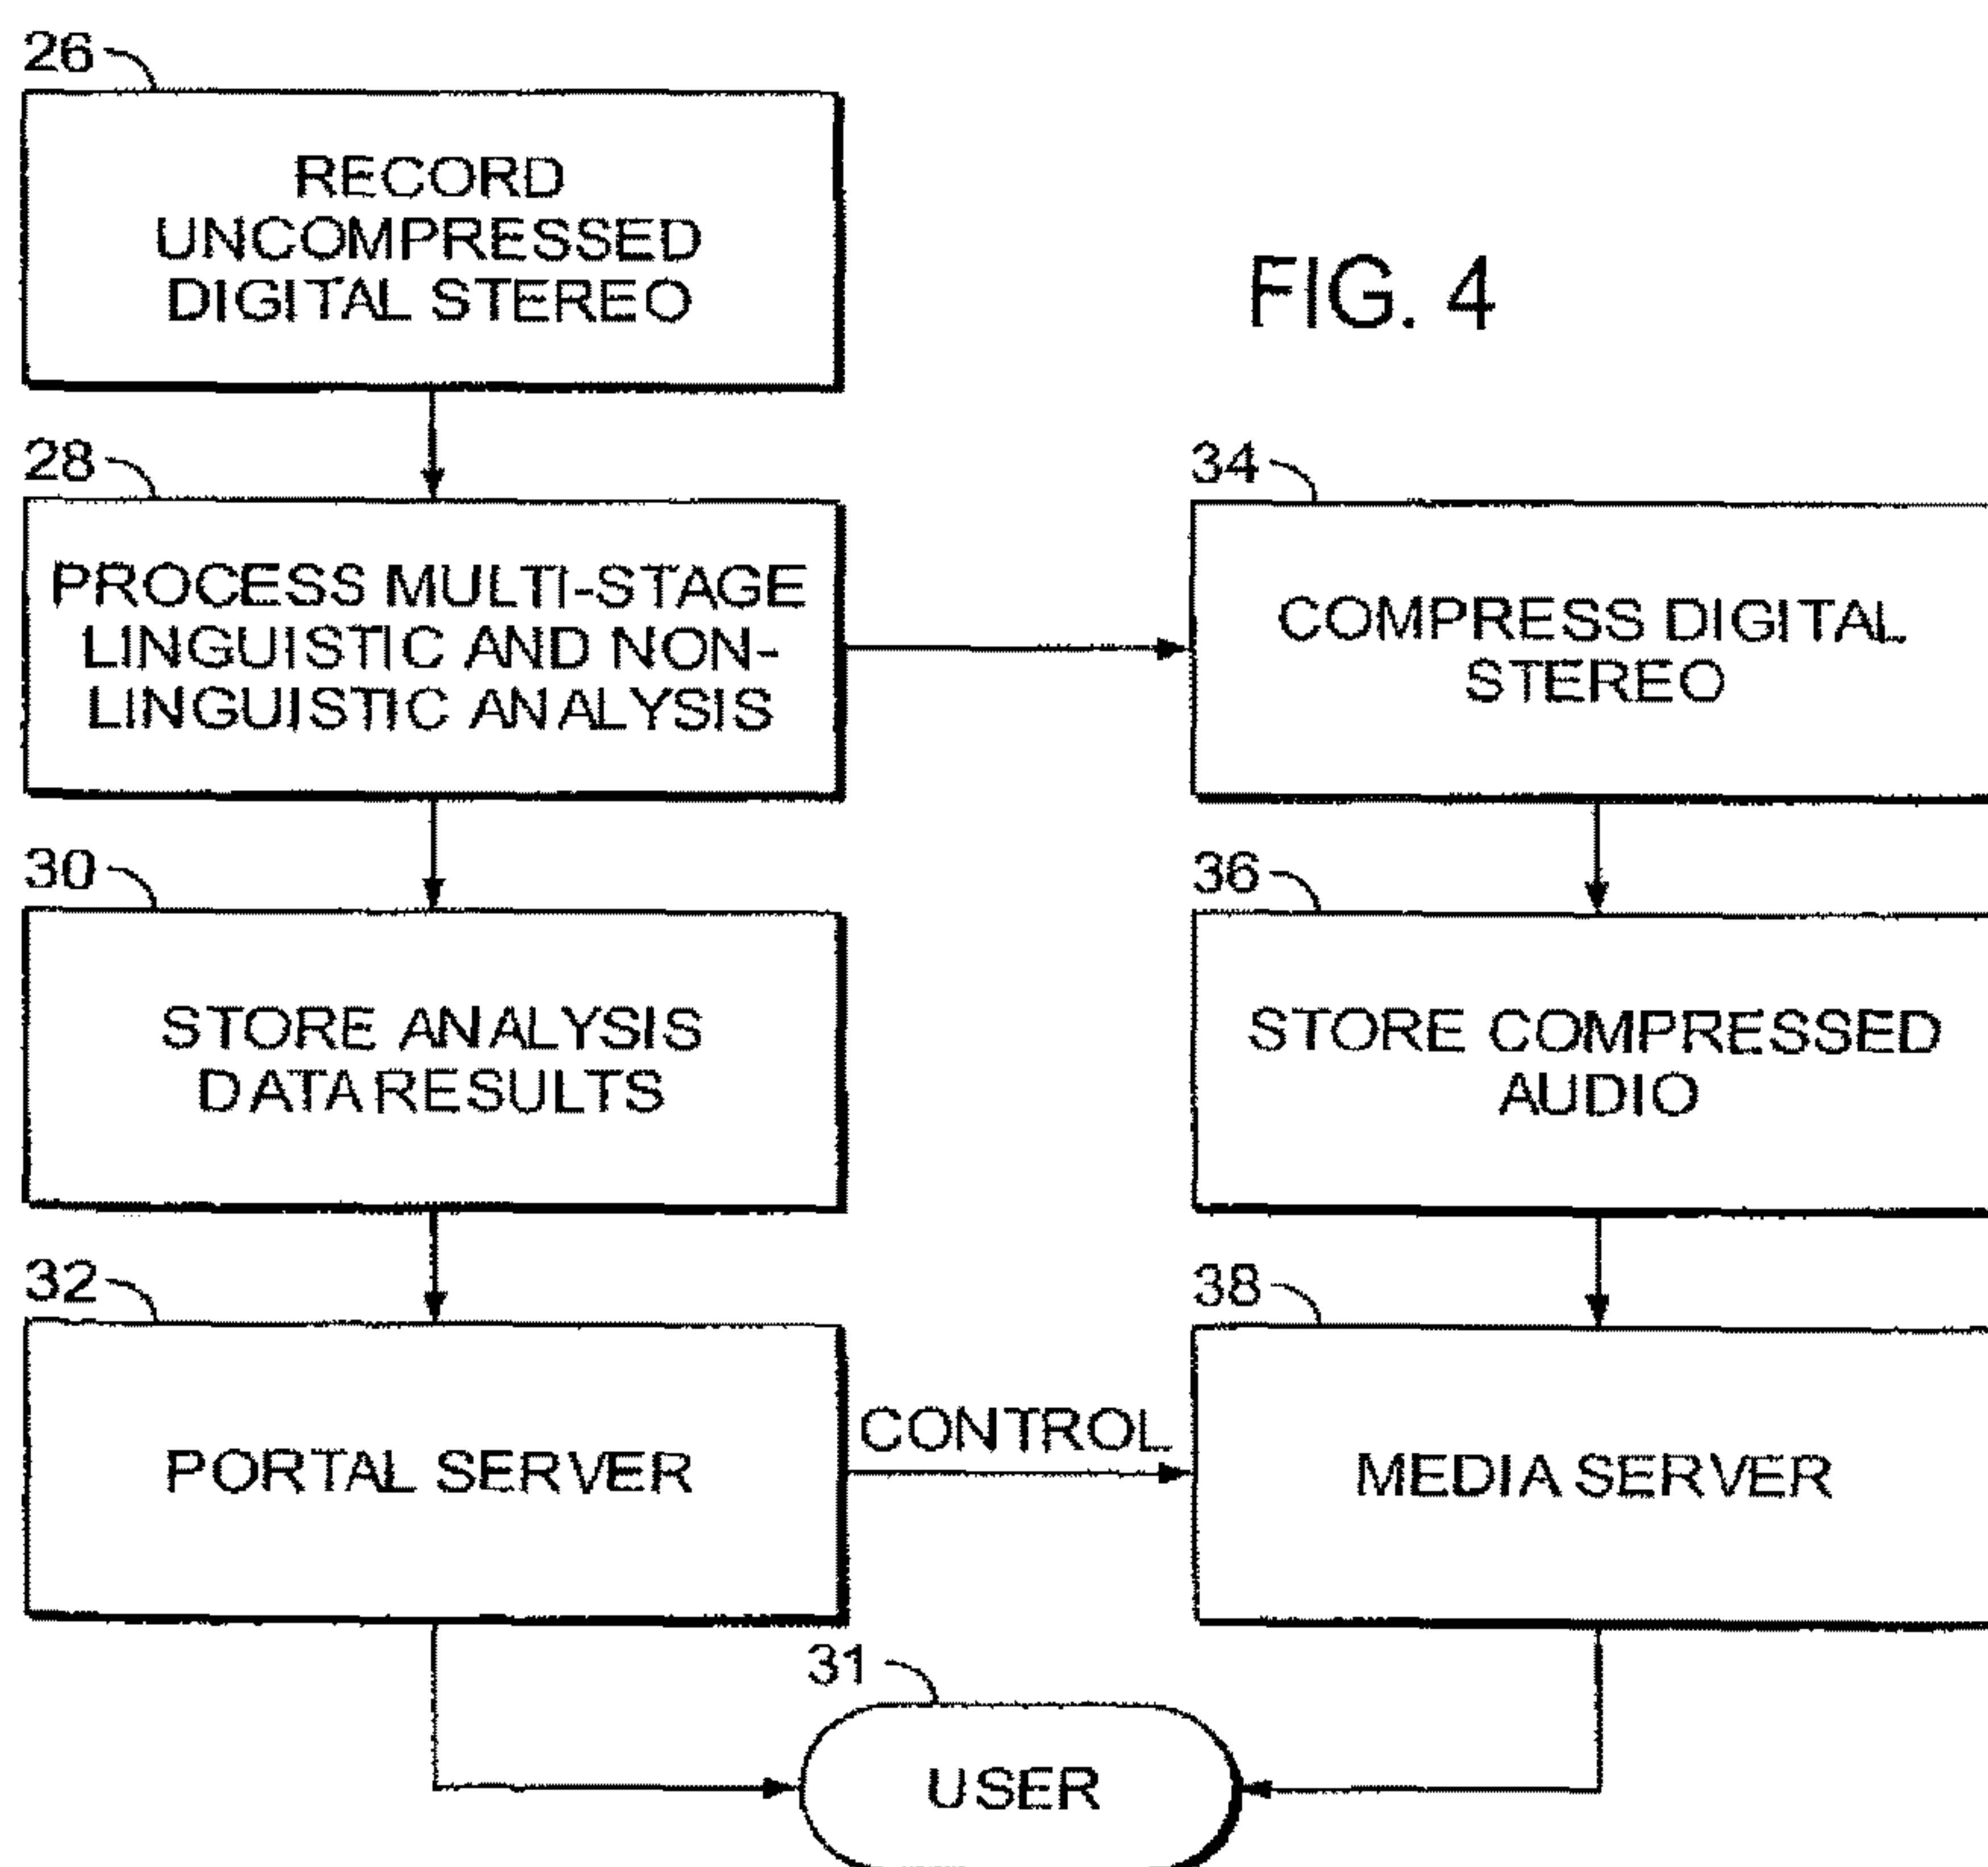 26
RECORD
UNCOMPRESSED
DIGITAL STEREO
FIG. 4
28
PROCESS MULTI-STAGE
LINGUISTIC AND NON-
LINGUISTIC ANALYSIS
34
COMPRESS DIGITAL
STEREO
30
STORE ANALYSIS
DATA RESULTS
36
STORE COMPRESSED
AUDIO
32
PORTAL SERVER
CONTROL
38
MEDIA SERVER
31
USER